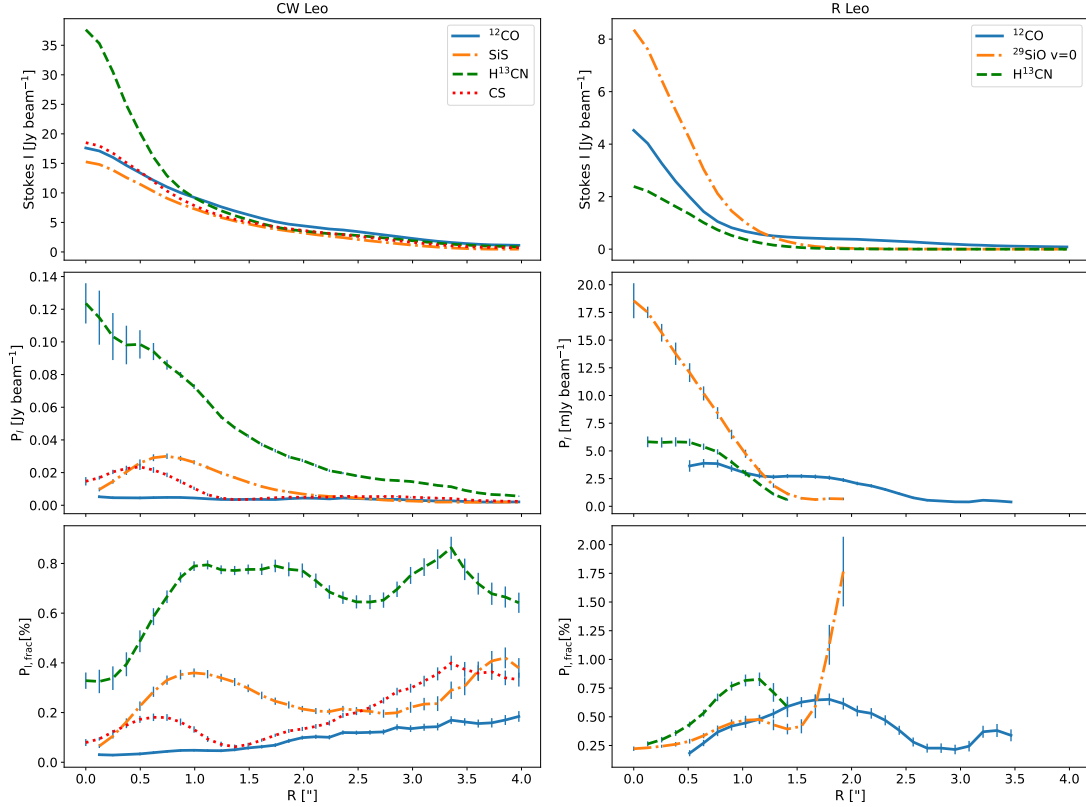 CW Leo
Stokes I [Jy beam⁻¹]
35
30
25
20
15
10
5
0
¹²CO
SiS
H¹³CN
CS
R Leo
Stokes I [Jy beam⁻¹]
8
6
4
2
0
¹²CO
²⁹SiO v=0
H¹³CN
P_l [Jy beam⁻¹]
0.14
0.12
0.10
0.08
0.06
0.04
0.02
0.00
P_l [mJy beam⁻¹]
20.0
17.5
15.0
12.5
10.0
7.5
5.0
2.5
0.0
P_l,frac[%]
0.8
0.6
0.4
0.2
0.0
0.0 0.5 1.0 1.5 2.0 2.5 3.0 3.5 4.0
R ["]
P_l,frac[%]
2.00
1.75
1.50
1.25
1.00
0.75
0.50
0.25
0.0 0.5 1.0 1.5 2.0 2.5 3.0 3.5 4.0
R ["]